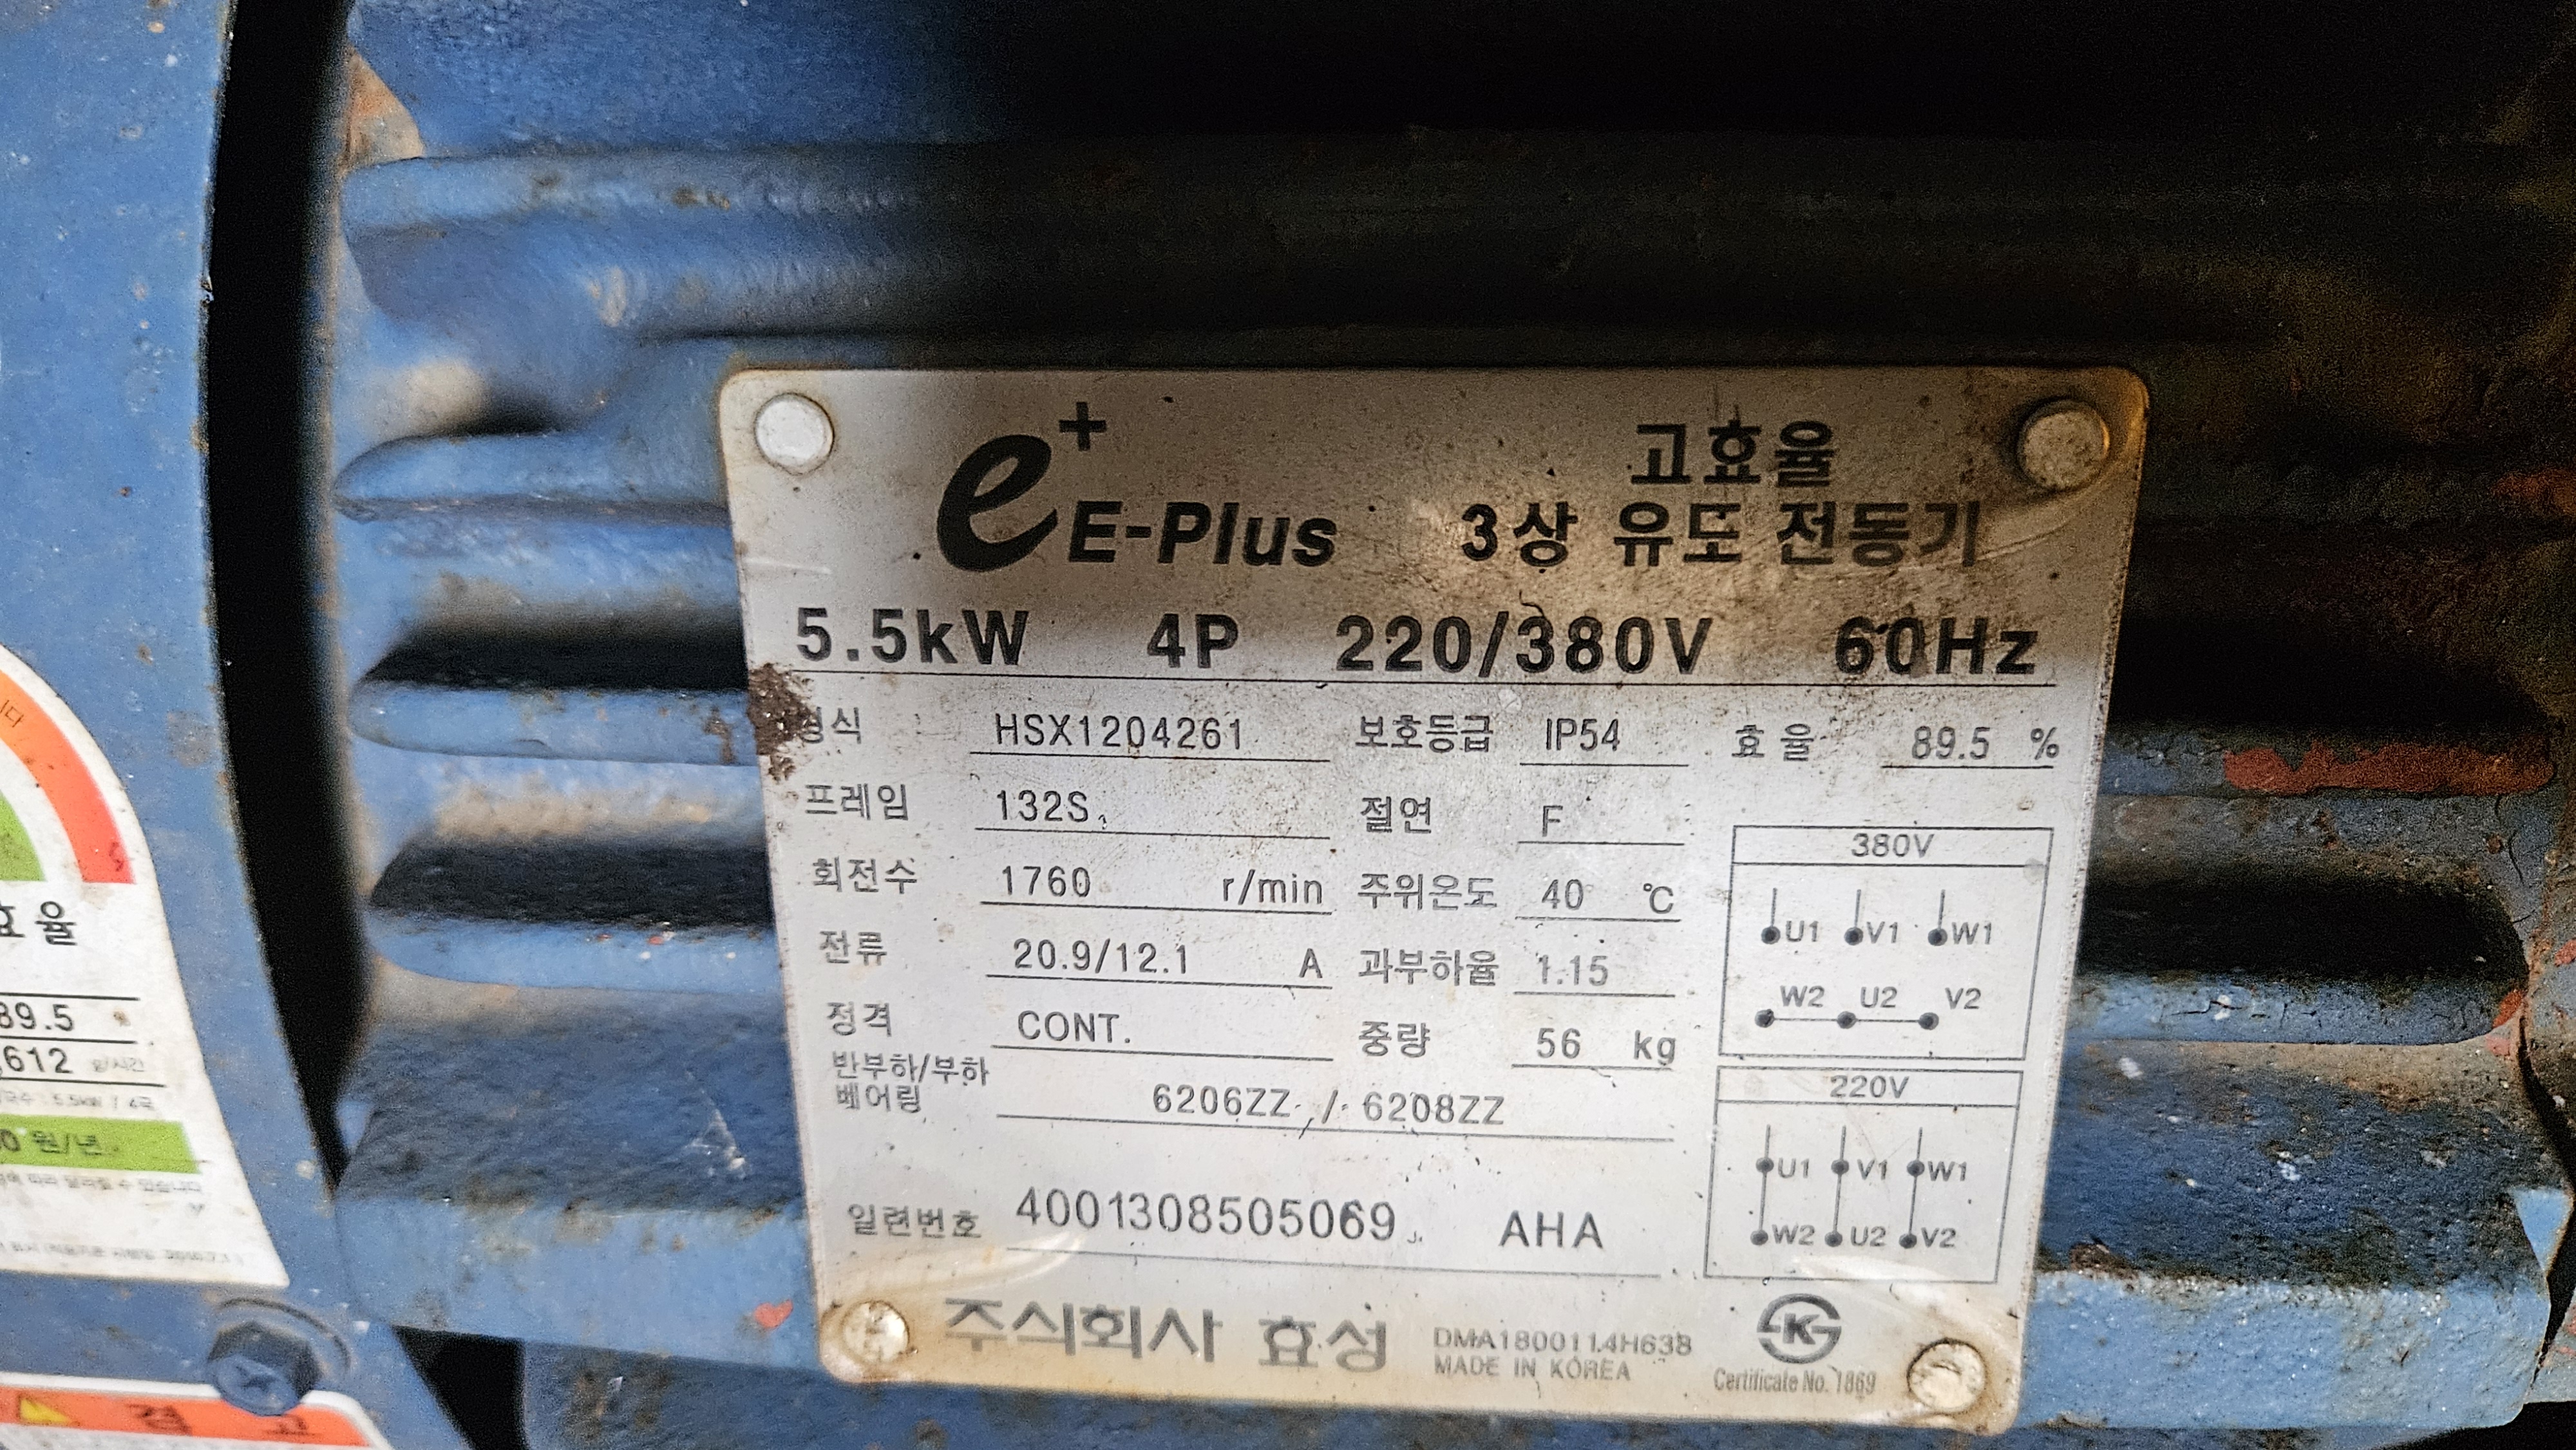 e+ E-Plus
고효율
3상 유도 전동기
5.5kW 4P 220/380V 60Hz
형식 HSX1204261 보호등급 IP54 효율 89.5 %
프레임 132S 절연 F
회전수 1760 r/min 주위온도 40 ℃
전류 20.9/12.1 A 과부하율 1.15
정격 CONT. 중량 56 kg
반부하/부하
베어링 6206ZZ / 6208ZZ
일련번호 4001308505069 AHA
380V
U1 V1 W1
W2 U2 V2
220V
U1 V1 W1
W2 U2 V2
주식회사 효성
DMA180011.4H638
MADE IN KOREA
K
Certificate No. 1869
니다
효율
89.5
612
원/년
경 고